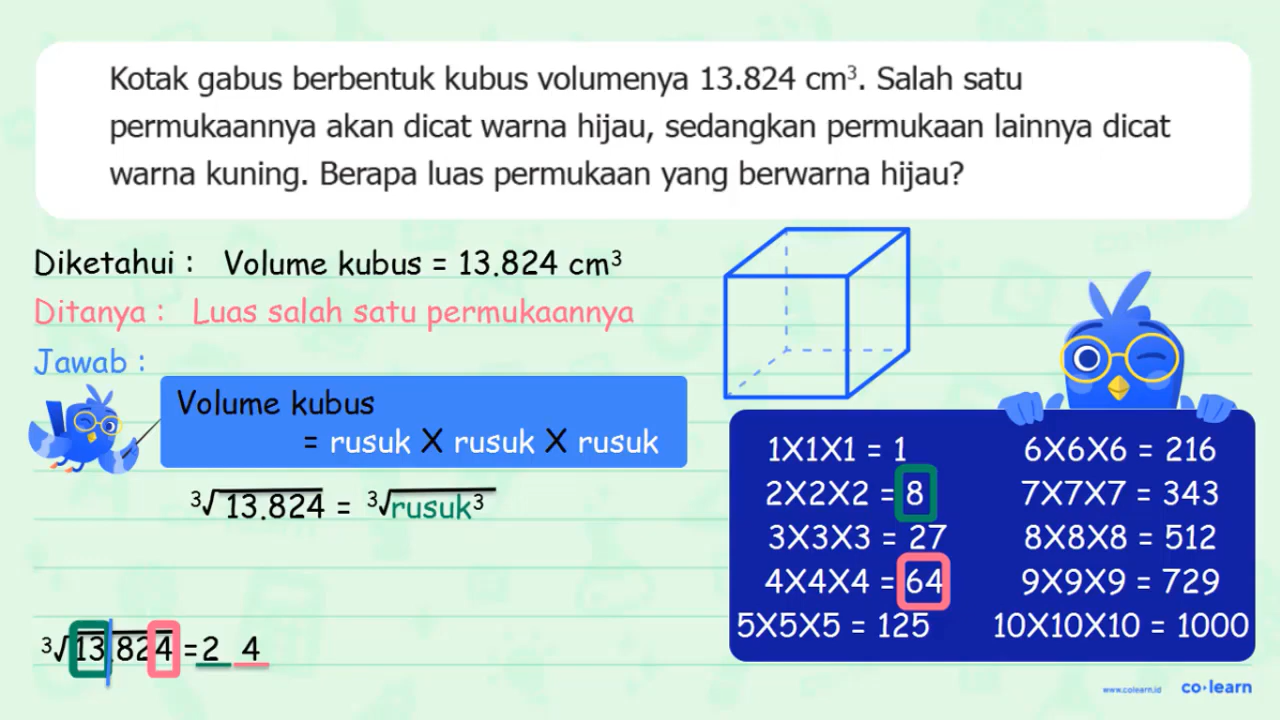 Kotak gabus berbentuk kubus volumenya 13.824 cm³. Salah satu
permukaannya akan dicat warna hijau, sedangkan permukaan lainnya dicat
warna kuning. Berapa luas permukaan yang berwarna hijau?
Diketahui : Volume kubus = 13.824 cm³
Ditanya : Luas salah satu permukaannya
Jawab :
Volume kubus
= rusuk X rusuk X rusuk
³√13.824 = ³√rusuk³
³√13.824 = 2 4
1X1X1 = 1
2X2X2 = 8
3X3X3 = 27
4X4X4 = 64
5X5X5 = 125
6X6X6 = 216
7X7X7 = 343
8X8X8 = 512
9X9X9 = 729
10X10X10 = 1000
www.colearn.id
co•learn